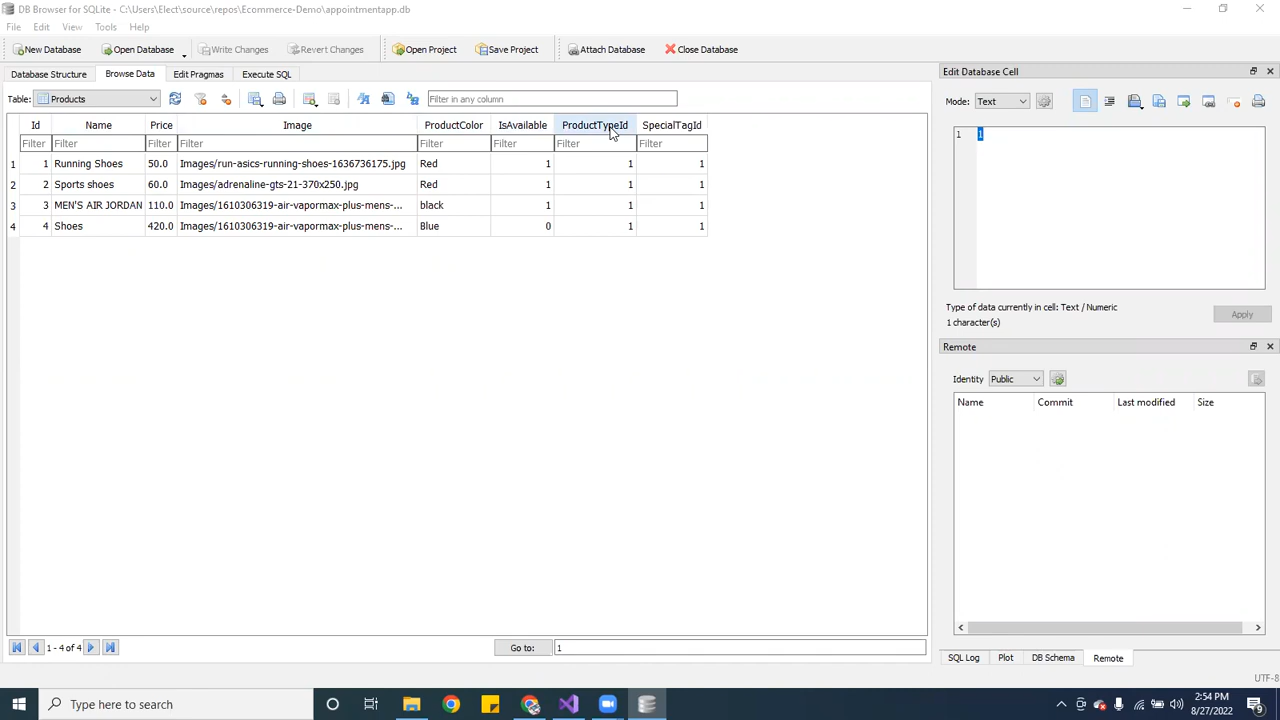 DB Browser for SQLite - C:\Users\Elect\source\repos\Ecommerce-Demo\appointmentapp.db
File Edit View Tools Help
New Database Open Database Write Changes Revert Changes Open Project Save Project Attach Database Close Database
Database Structure Browse Data Edit Pragmas Execute SQL
Table: Products Filter in any column
Id Name Price Image ProductColor IsAvailable ProductTypeId SpecialTagId
Filter Filter Filter Filter Filter Filter Filter Filter
1 1 Running Shoes 50.0 Images/run-asics-running-shoes-1636736175.jpg Red 1 1 1
2 2 Sports shoes 60.0 Images/adrenaline-gts-21-370x250.jpg Red 1 1 1
3 3 MEN'S AIR JORDAN 110.0 Images/1610306319-air-vapormax-plus-mens-... black 1 1 1
4 4 Shoes 420.0 Images/1610306319-air-vapormax-plus-mens-... Blue 0 1 1
1 - 4 of 4 Go to: 1
Edit Database Cell
Mode: Text
1 1
Type of data currently in cell: Text / Numeric
1 character(s)
Apply
Remote
Identity Public
Name Commit Last modified Size
SQL Log Plot DB Schema Remote
UTF-8
Type here to search
2:54 PM
8/27/2022